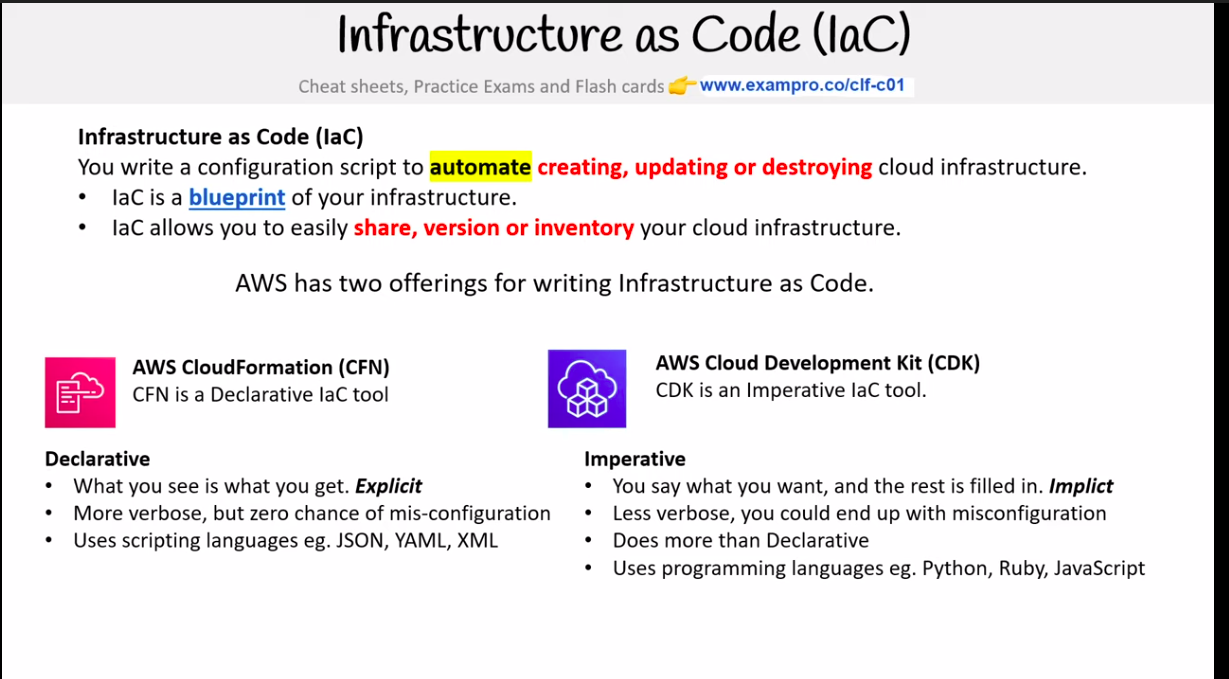 Infrastructure as Code (IaC)
Cheat sheets, Practice Exams and Flash cards 👉 www.exampro.co/clf-c01
Infrastructure as Code (IaC)
You write a configuration script to automate creating, updating or destroying cloud infrastructure.
• IaC is a blueprint of your infrastructure.
• IaC allows you to easily share, version or inventory your cloud infrastructure.
AWS has two offerings for writing Infrastructure as Code.
AWS CloudFormation (CFN)
CFN is a Declarative IaC tool
Declarative
• What you see is what you get. Explicit
• More verbose, but zero chance of mis-configuration
• Uses scripting languages eg. JSON, YAML, XML
AWS Cloud Development Kit (CDK)
CDK is an Imperative IaC tool.
Imperative
• You say what you want, and the rest is filled in. Implict
• Less verbose, you could end up with misconfiguration
• Does more than Declarative
• Uses programming languages eg. Python, Ruby, JavaScript